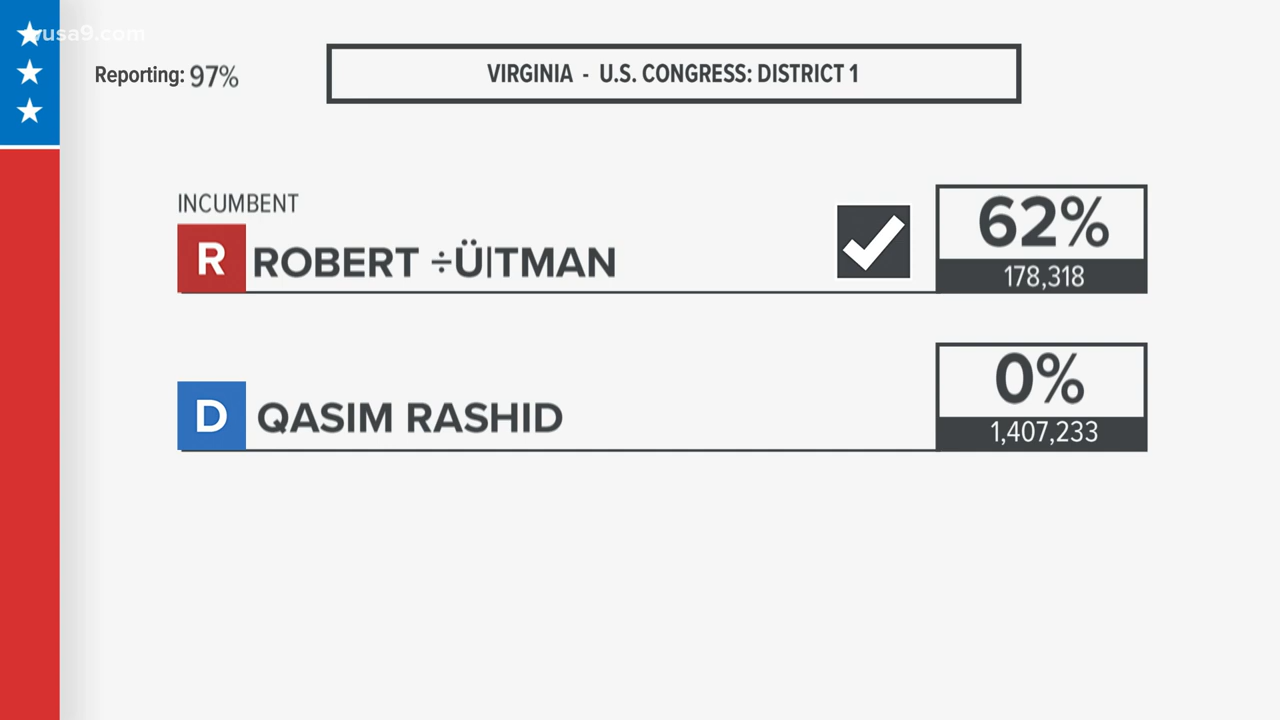 wusa9.com
Reporting: 97%
VIRGINIA - U.S. CONGRESS: DISTRICT 1
INCUMBENT
R ROBERT ÷Ü|TMAN
62%
178,318
D QASIM RASHID
0%
1,407,233